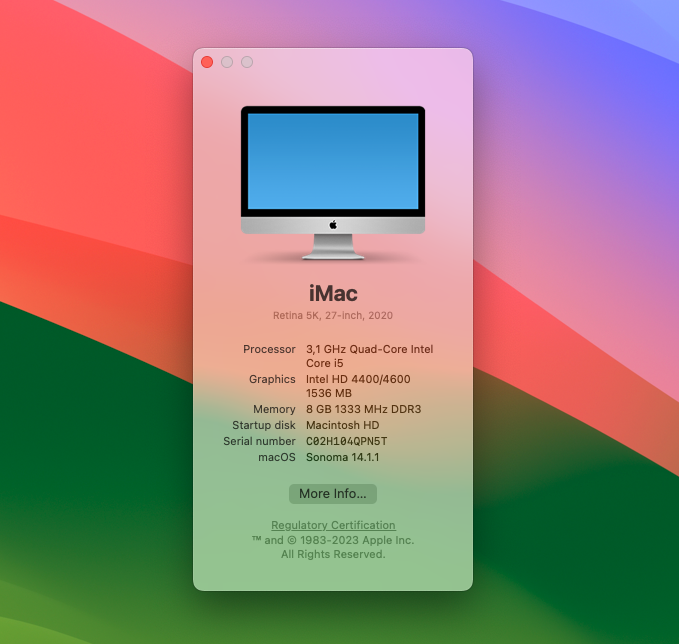 iMac
Retina 5K, 27-inch, 2020
Processor 3,1 GHz Quad-Core Intel
Core i5
Graphics Intel HD 4400/4600
1536 MB
Memory 8 GB 1333 MHz DDR3
Startup disk Macintosh HD
Serial number C02H104QPN5T
macOS Sonoma 14.1.1
More Info...
Regulatory Certification
™ and © 1983-2023 Apple Inc.
All Rights Reserved.